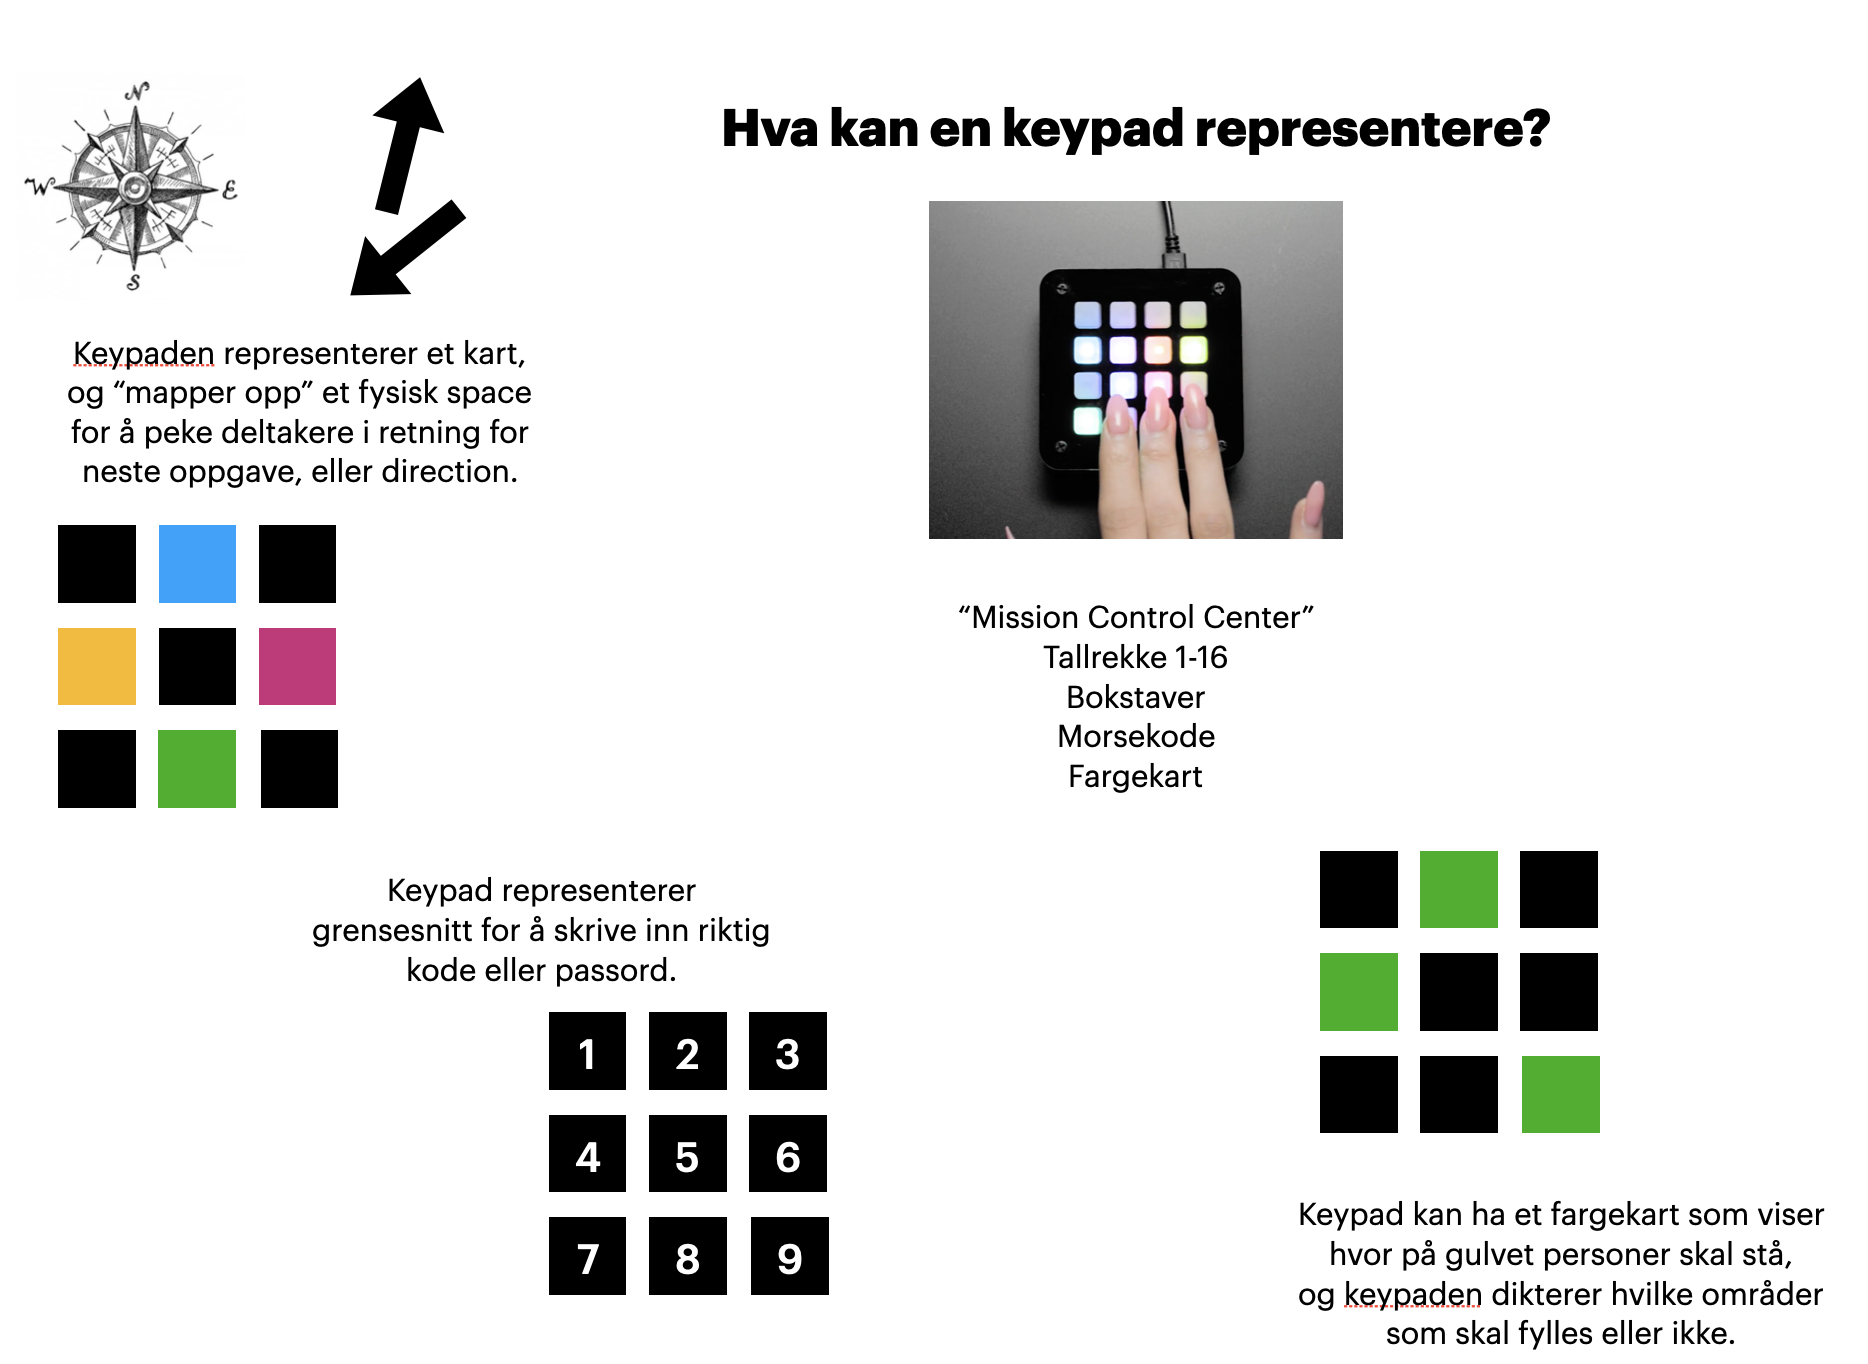 Hva kan en keypad representere?
N
W
E
S
Keypaden representerer et kart,
og “mapper opp” et fysisk space
for å peke deltakere i retning for
neste oppgave, eller direction.
“Mission Control Center”
Tallrekke 1-16
Bokstaver
Morsekode
Fargekart
Keypad representerer
grensesnitt for å skrive inn riktig
kode eller passord.
1 2 3
4 5 6
7 8 9
Keypad kan ha et fargekart som viser
hvor på gulvet personer skal stå,
og keypaden dikterer hvilke områder
som skal fylles eller ikke.